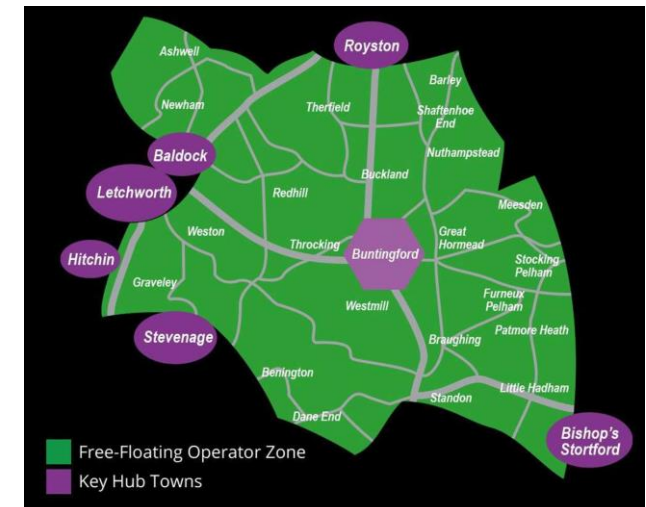 Royston
Ashwell
Barley
Newham
Therfield
Shaftenhoe
End
Baldock
Nuthampstead
Buckland
Letchworth
Redhill
Meesden
Weston
Great
Hormead
Throcking
Buntingford
Hitchin
Stocking
Pelham
Graveley
Furneux
Pelham
Westmill
Stevenage
Patmore Heath
Braughing
Benington
Little Hadham
Standon
Dane End
Bishop's
Stortford
Free-Floating Operator Zone
Key Hub Towns